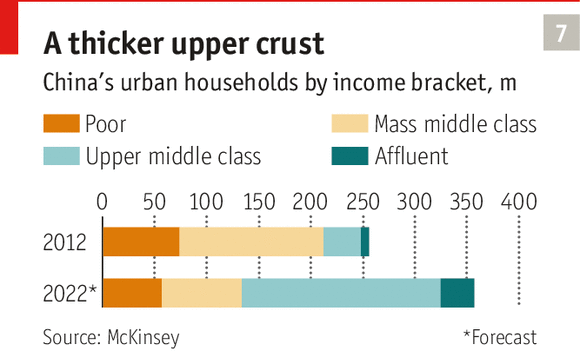 7
A thicker upper crust
China's urban households by income bracket, m
Poor
Mass middle class
Upper middle class
Affluent
0 50 100 150 200 250 300 350 400
2012
2022*
Source: McKinsey
*Forecast